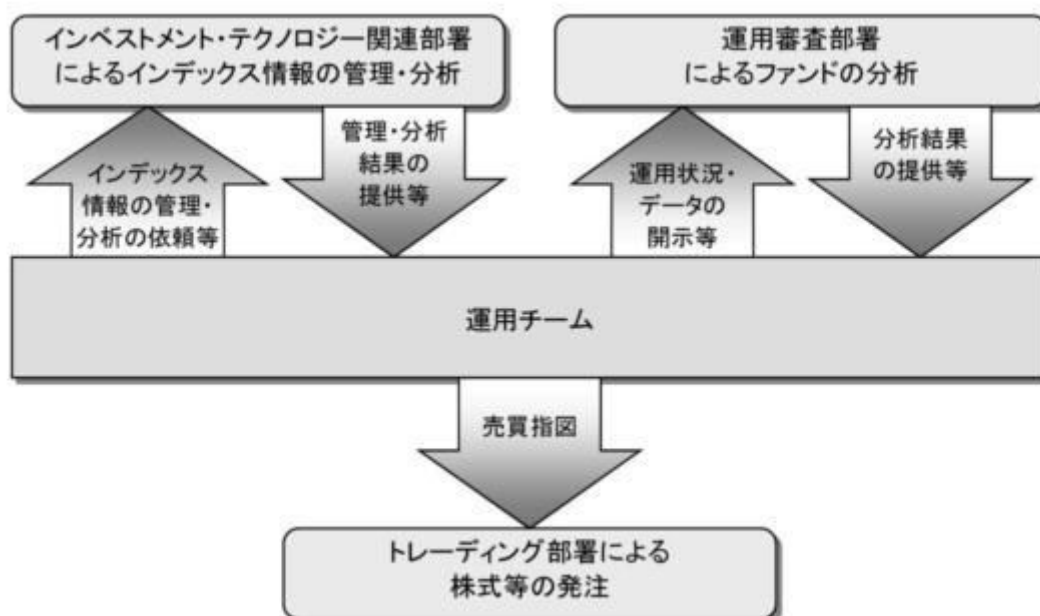 インベストメント・テクノロジー関連部署
によるインデックス情報の管理・分析
運用審査部署
によるファンドの分析
インデックス
情報の管理・
分析の依頼等
管理・分析
結果の
提供等
運用状況・
データの
開示等
分析結果
の提供等
運用チーム
売買指図
トレーディング部署による
株式等の発注